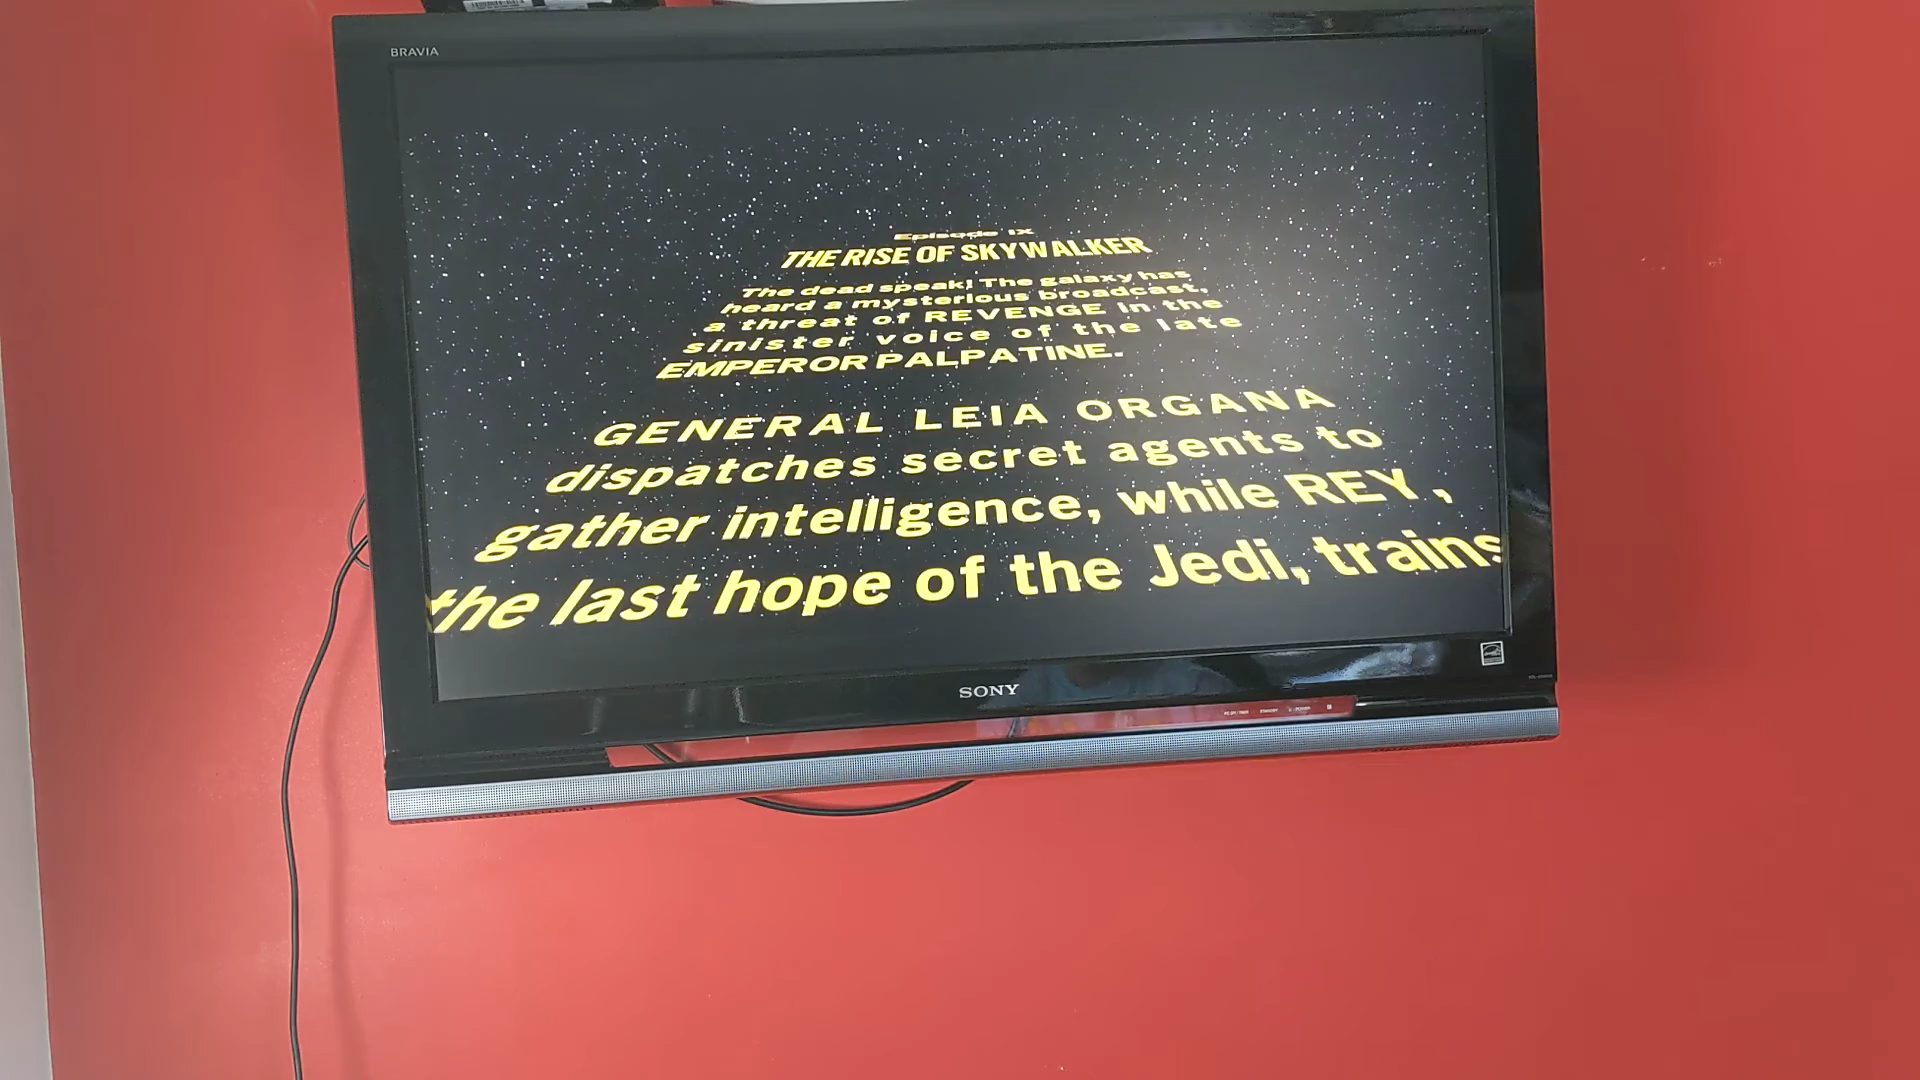 BRAVIA
Episode IX
THE RISE OF SKYWALKER
The dead speak! The galaxy has
heard a mysterious broadcast,
a threat of REVENGE in the
sinister voice of the late
EMPEROR PALPATINE.
GENERAL LEIA ORGANA
dispatches secret agents to
gather intelligence, while REY,
the last hope of the Jedi, trains
SONY
STANDBY
POWER